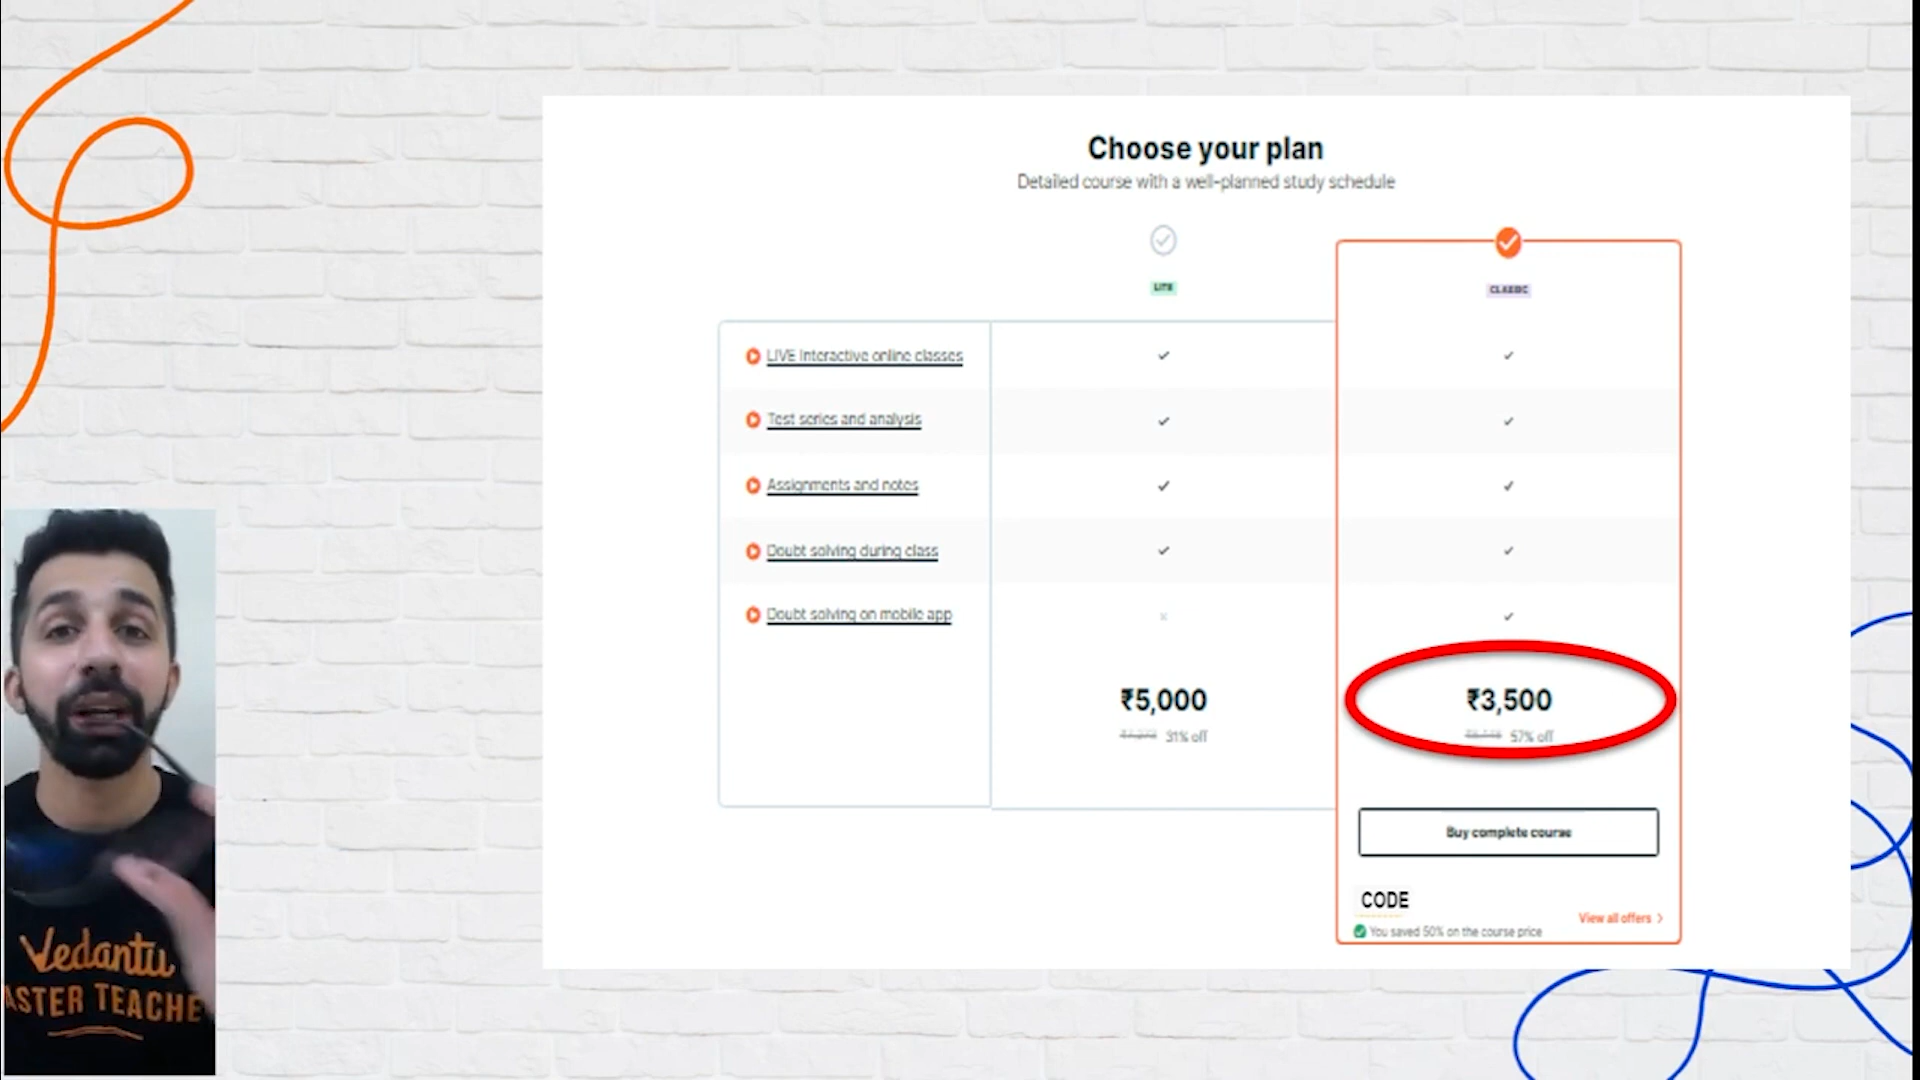 Choose your plan
Detailed course with a well-planned study schedule
LITE
CLASSIC
LIVE Interactive online classes
Test series and analysis
Assignments and notes
Doubt solving during class
Doubt solving on mobile app
₹5,000
31% off
₹3,500
57% off
Buy complete course
CODE
View all offers >
You saved 50% on the course price
Vedantu
ASTER TEACHE